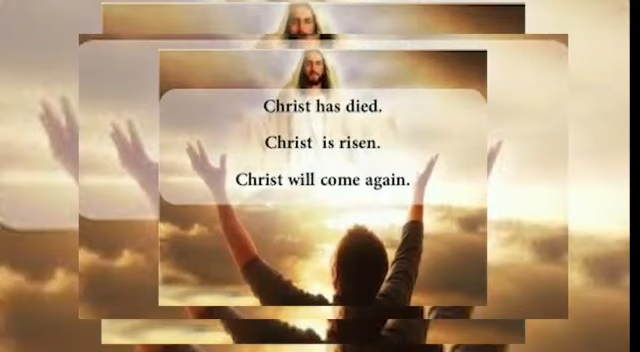 Christ has died.
Christ is risen.
Christ will come again.